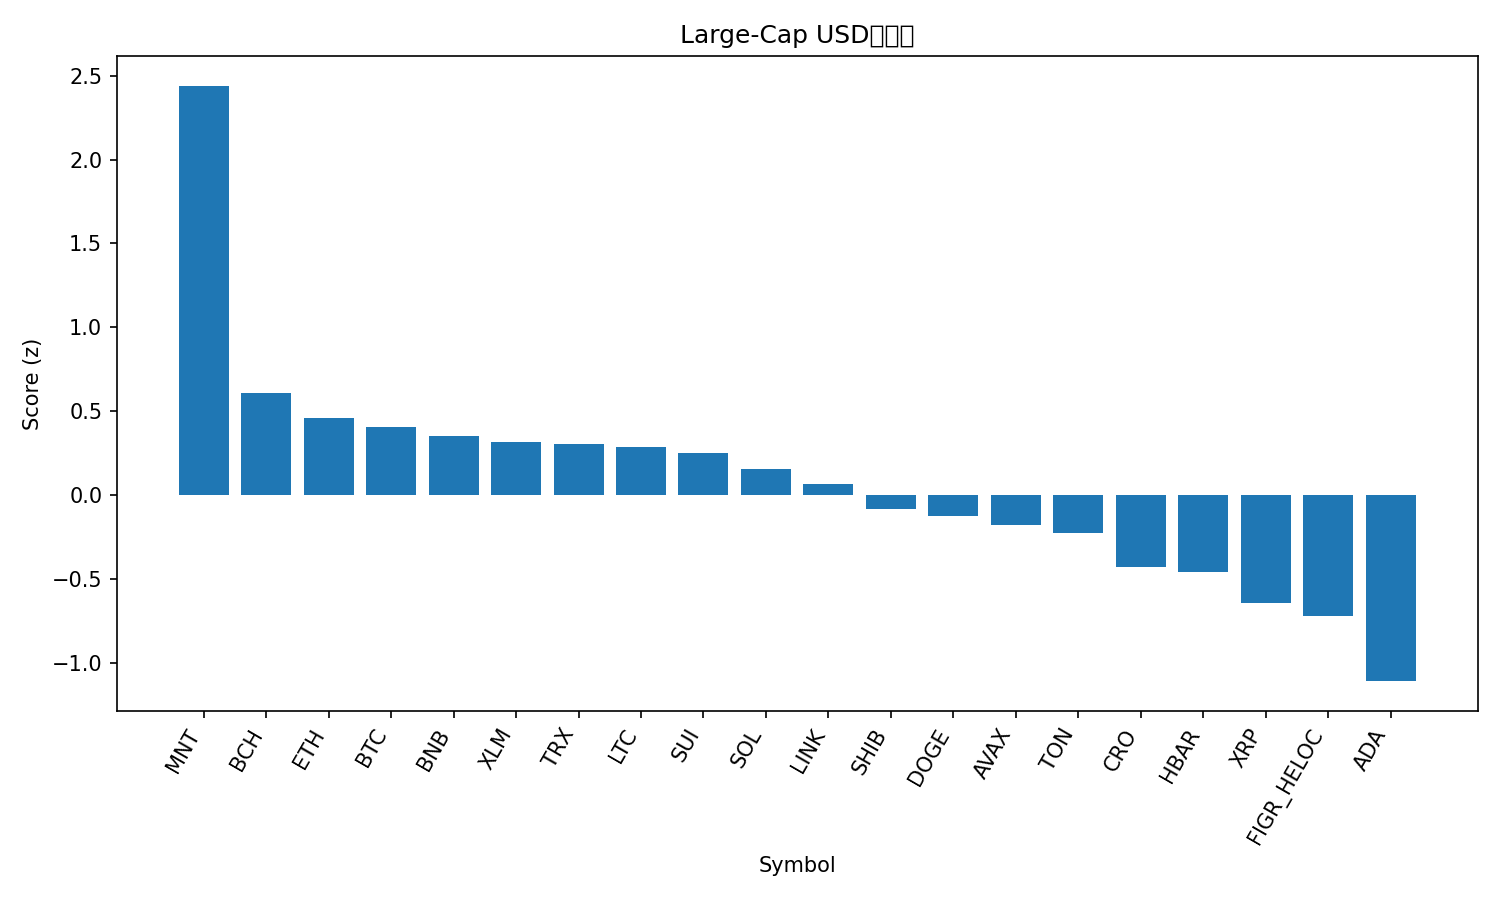 Large-Cap USD
2.5
2.0
1.5
1.0
0.5
0.0
−0.5
−1.0
Score (z)
MNT
BCH
ETH
BTC
BNB
XLM
TRX
LTC
SUI
SOL
LINK
SHIB
DOGE
AVAX
TON
CRO
HBAR
XRP
FIGR_HELOC
ADA
Symbol